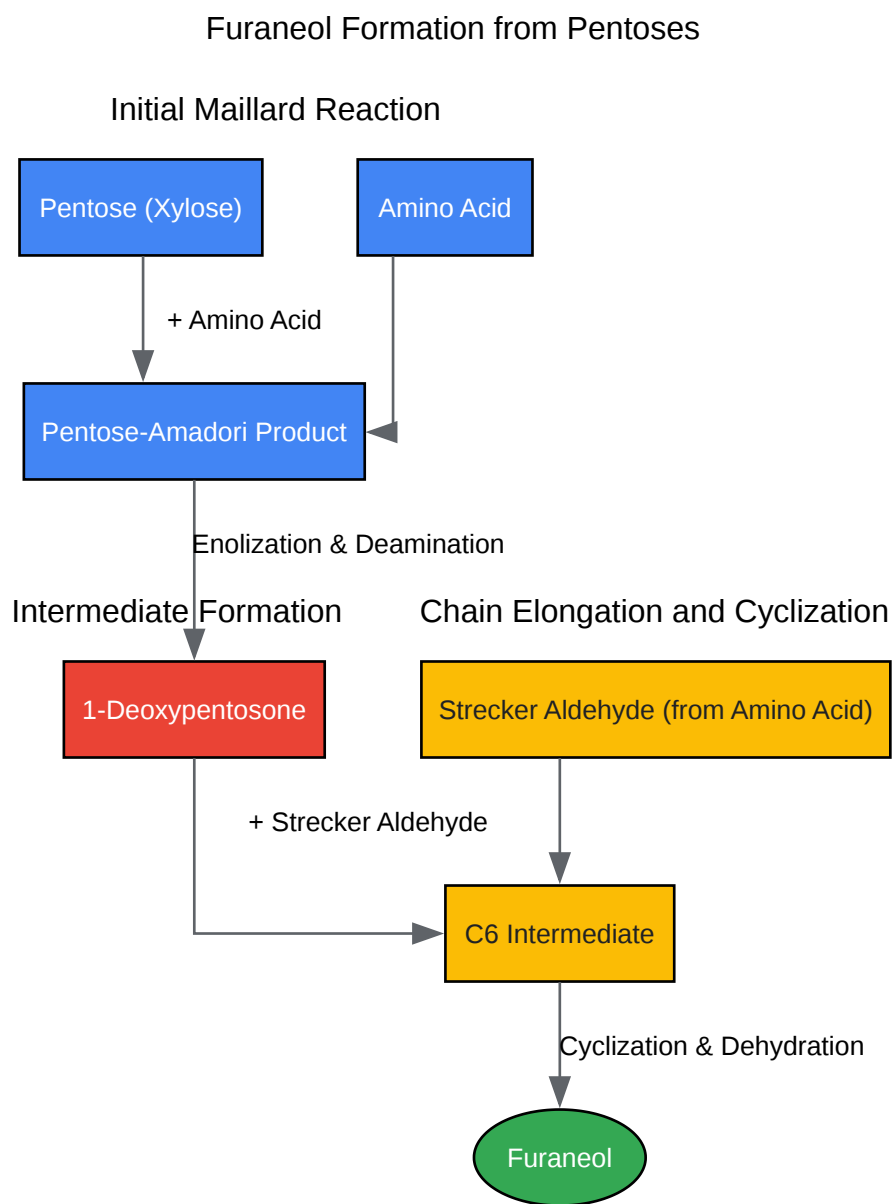 Furaneol Formation from Pentoses
Initial Maillard Reaction
Pentose (Xylose)
Amino Acid
+ Amino Acid
Pentose-Amadori Product
Enolization & Deamination
Intermediate Formation
Chain Elongation and Cyclization
1-Deoxypentosone
Strecker Aldehyde (from Amino Acid)
+ Strecker Aldehyde
C6 Intermediate
Cyclization & Dehydration
Furaneol